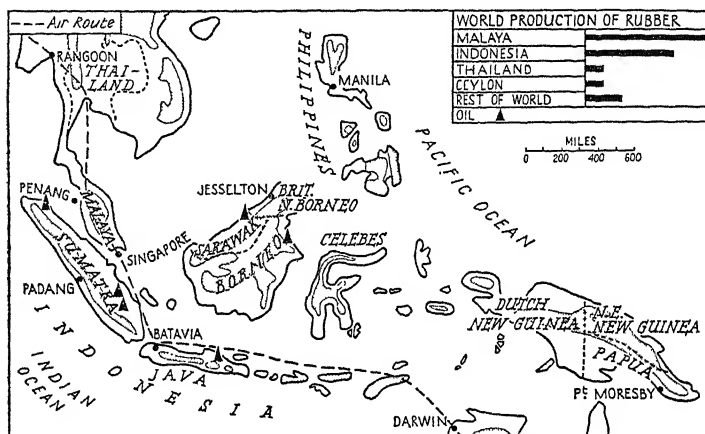 Air Route
WORLD PRODUCTION OF RUBBER
MALAYA
INDONESIA
THAILAND
CEYLON
REST OF WORLD
OIL
MILES
0 200 400 600
RANGOON
THAI-
LAND
PHILIPPINES
MANILA
PACIFIC OCEAN
PENANG
MALAYA
SINGAPORE
JESSELTON
BRIT.
N. BORNEO
SARAWAK
BORNEO
CELEBES
SUMATRA
PADANG
BATAVIA
JAVA
INDONESIA
INDIAN
OCEAN
DUTCH
NEW-GUINEA
N.E.
NEW GUINEA
PAPUA
Pt. MORESBY
DARWIN